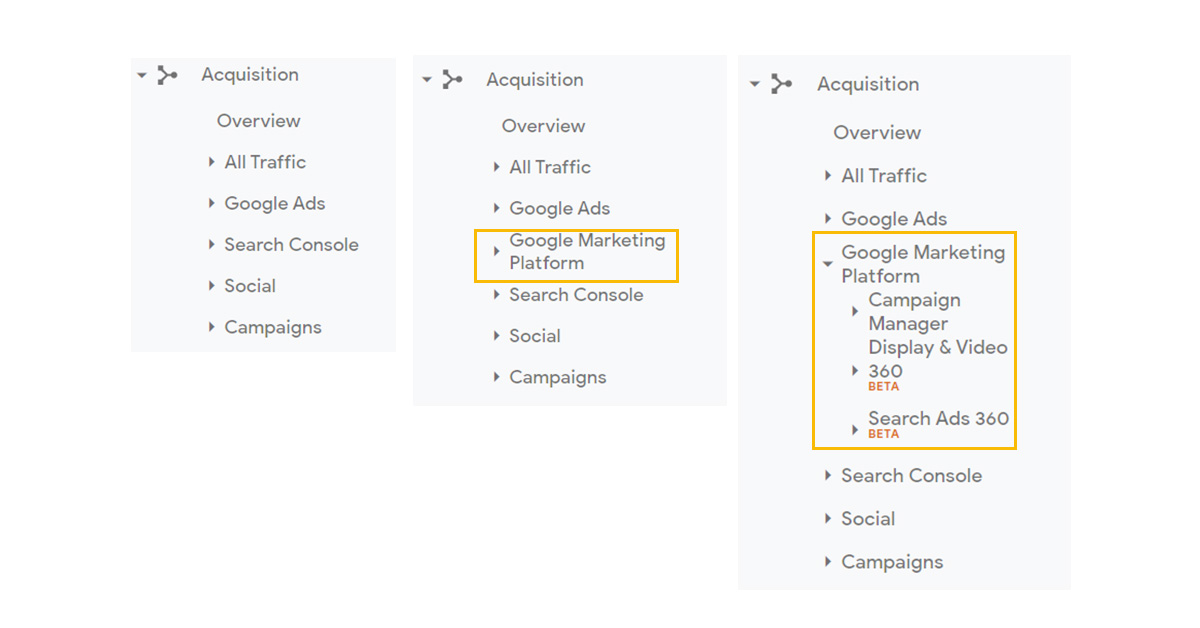 Acquisition
Overview
All Traffic
Google Ads
Search Console
Social
Campaigns
Acquisition
Overview
All Traffic
Google Ads
Google Marketing
Platform
Search Console
Social
Campaigns
Acquisition
Overview
All Traffic
Google Ads
Google Marketing
Platform
Campaign
Manager
Display & Video
360
BETA
Search Ads 360
BETA
Search Console
Social
Campaigns